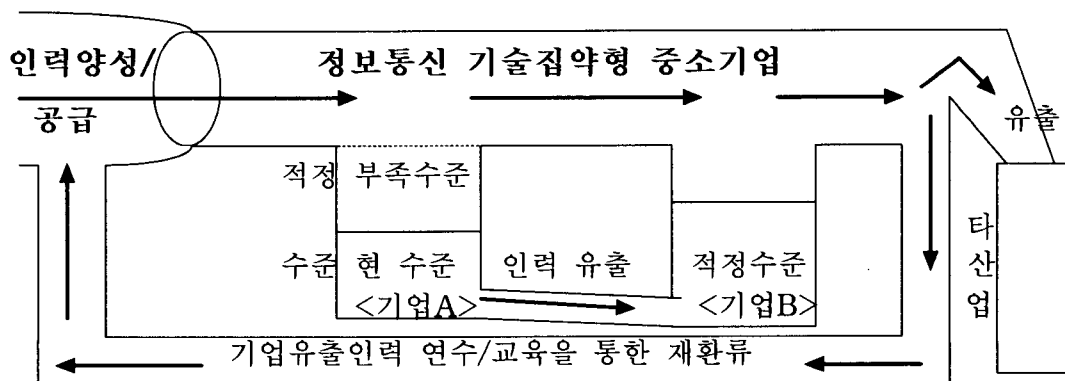 인력양성/
공급
정보통신 기술집약형 중소기업
유출
적정 부족수준
수준 현 수준
<기업A>
인력 유출
적정수준
<기업B>
타
산
업
기업유출인력 연수/교육을 통한 재환류